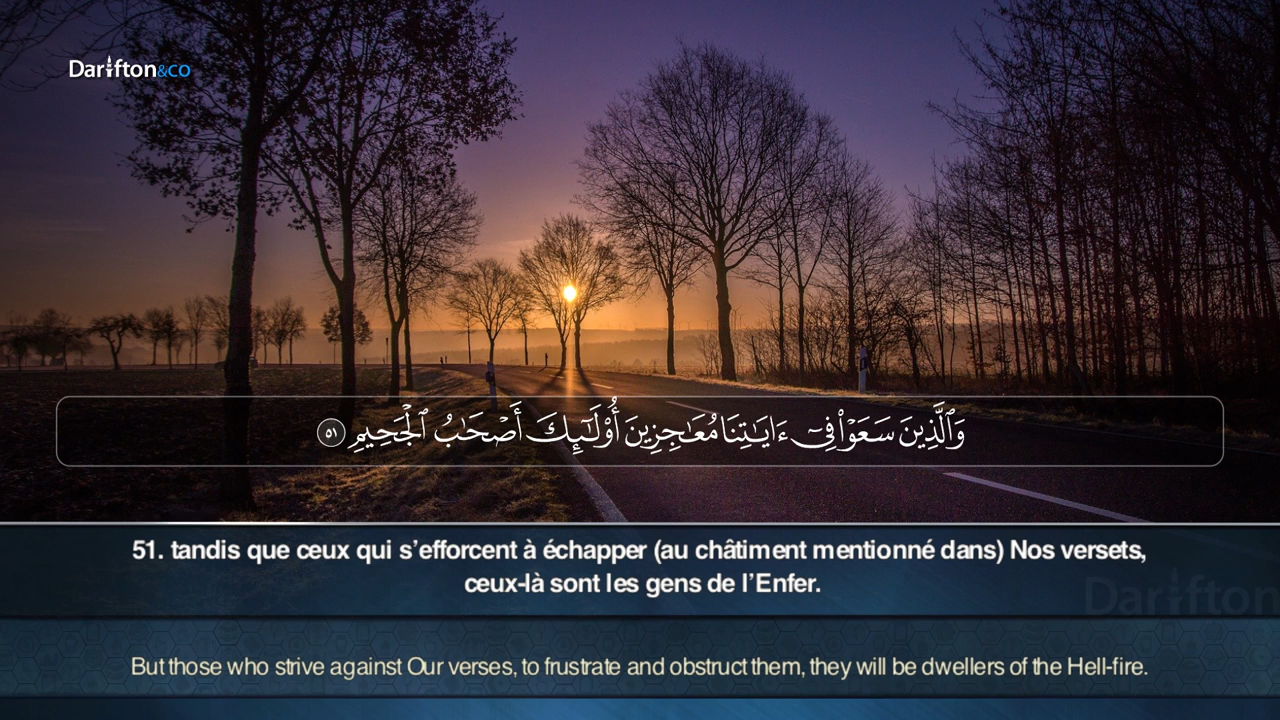 Darifton&co
وَٱلَّذِينَ سَعَوْا۟ فِىٓ ءَايَـٰتِنَا مُعَـٰجِزِينَ أُو۟لَـٰٓئِكَ أَصْحَـٰبُ ٱلْجَحِيمِ ٥١
51. tandis que ceux qui s’efforcent à échapper (au châtiment mentionné dans) Nos versets,
ceux-là sont les gens de l’Enfer.
Darifton
But those who strive against Our verses, to frustrate and obstruct them, they will be dwellers of the Hell-fire.